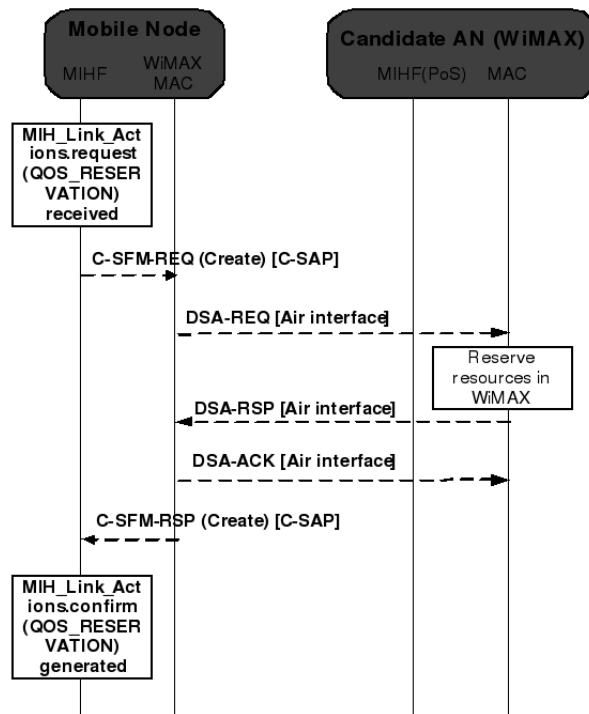 Mobile Node
Candidate AN (WiMAX)
MIHF
WiMAX
MAC
MIHF(PoS)
MAC
MIH_Link_Act
ions.request
(QOS_RESER
VATION)
received
C-SFM-REQ (Create) [C-SAP]
DSA-REQ [Air interface]
Reserve
resources in
WiMAX
DSA-RSP [Air interface]
DSA-ACK [Air interface]
C-SFM-RSP (Create) [C-SAP]
MIH_Link_Act
ions.confirm
(QOS_RESER
VATION)
generated